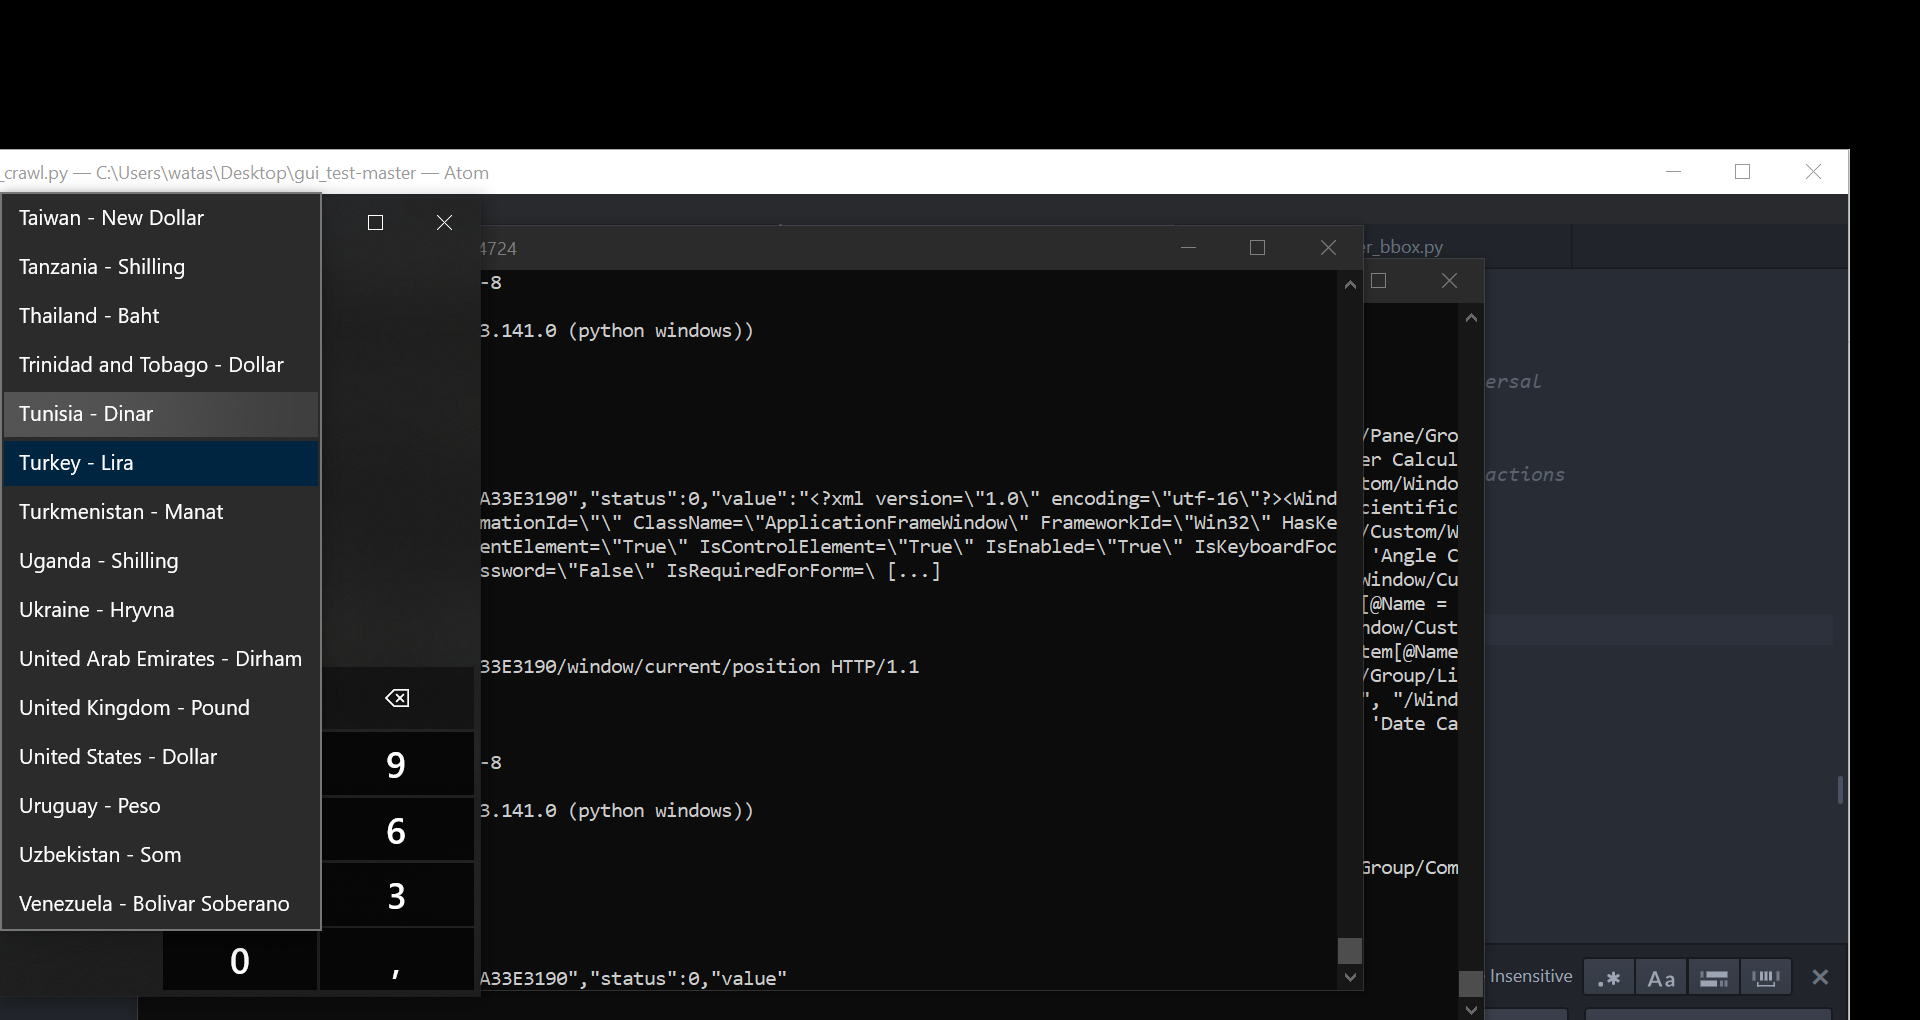 _crawl.py — C:\Users\watas\Desktop\gui_test-master — Atom
Taiwan - New Dollar
Tanzania - Shilling
Thailand - Baht
Trinidad and Tobago - Dollar
Tunisia - Dinar
Turkey - Lira
Turkmenistan - Manat
Uganda - Shilling
Ukraine - Hryvna
United Arab Emirates - Dirham
United Kingdom - Pound
United States - Dollar
Uruguay - Peso
Uzbekistan - Som
Venezuela - Bolivar Soberano
9
6
3
0
,
4724
-8
3.141.0 (python windows))
A33E3190","status":0,"value":"<?xml version=\"1.0\" encoding=\"utf-16\"?><Wind
mationId=\"\" ClassName=\"ApplicationFrameWindow\" FrameworkId=\"Win32\" HasKe
entElement=\"True\" IsControlElement=\"True\" IsEnabled=\"True\" IsKeyboardFoc
ssword=\"False\" IsRequiredForForm=\ [...]
33E3190/window/current/position HTTP/1.1
-8
3.141.0 (python windows))
A33E3190","status":0,"value"
er_bbox.py
/Pane/Gro
er Calcul
tom/Windo
cientific
/Custom/W
'Angle C
Window/Cu
[@Name =
ndow/Cust
tem[@Name
/Group/Li
", "/Wind
'Date Ca
Group/Com
ersal
actions
Insensitive
.*
Aa